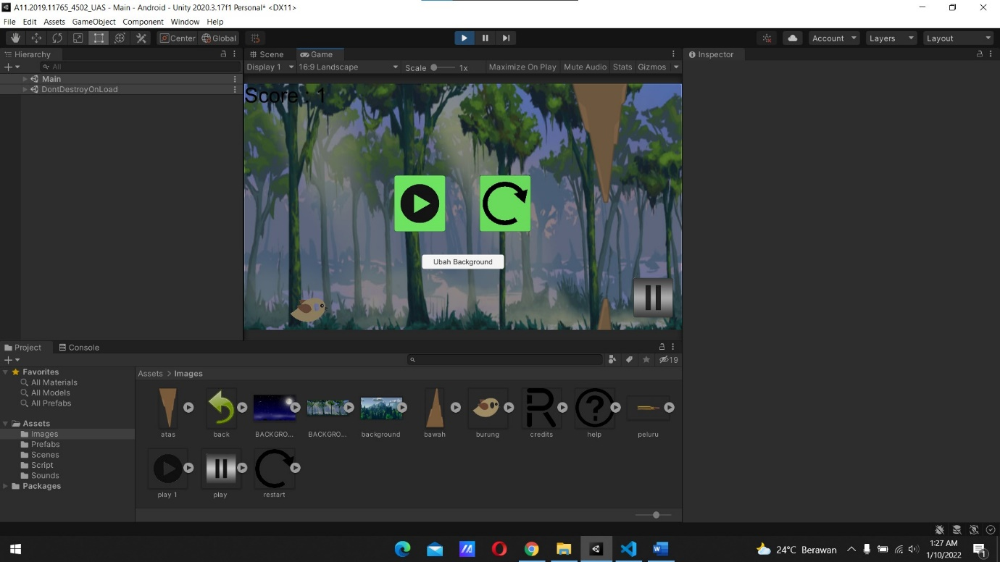 A11.2019.11765_4502_UAS - Main - Android - Unity 2020.3.17f1 Personal* <DX11>
File Edit Assets GameObject Component Window Help
Center Global Account Layers Layout
Hierarchy Scene Game Inspector
All Display 1 16:9 Landscape Scale 1x Maximize On Play Mute Audio Stats Gizmos
Main
DontDestroyOnLoad
Score : 1
Ubah Background
Project Console
19
Favorites
All Materials
All Models
All Prefabs
Assets
Images
Prefabs
Scenes
Script
Sounds
Packages
Assets > Images
atas back BACKGRO... BACKGRO... background bawah burung credits help peluru
play 1 play restart
24°C Berawan
1:27 AM
1/10/2022
1